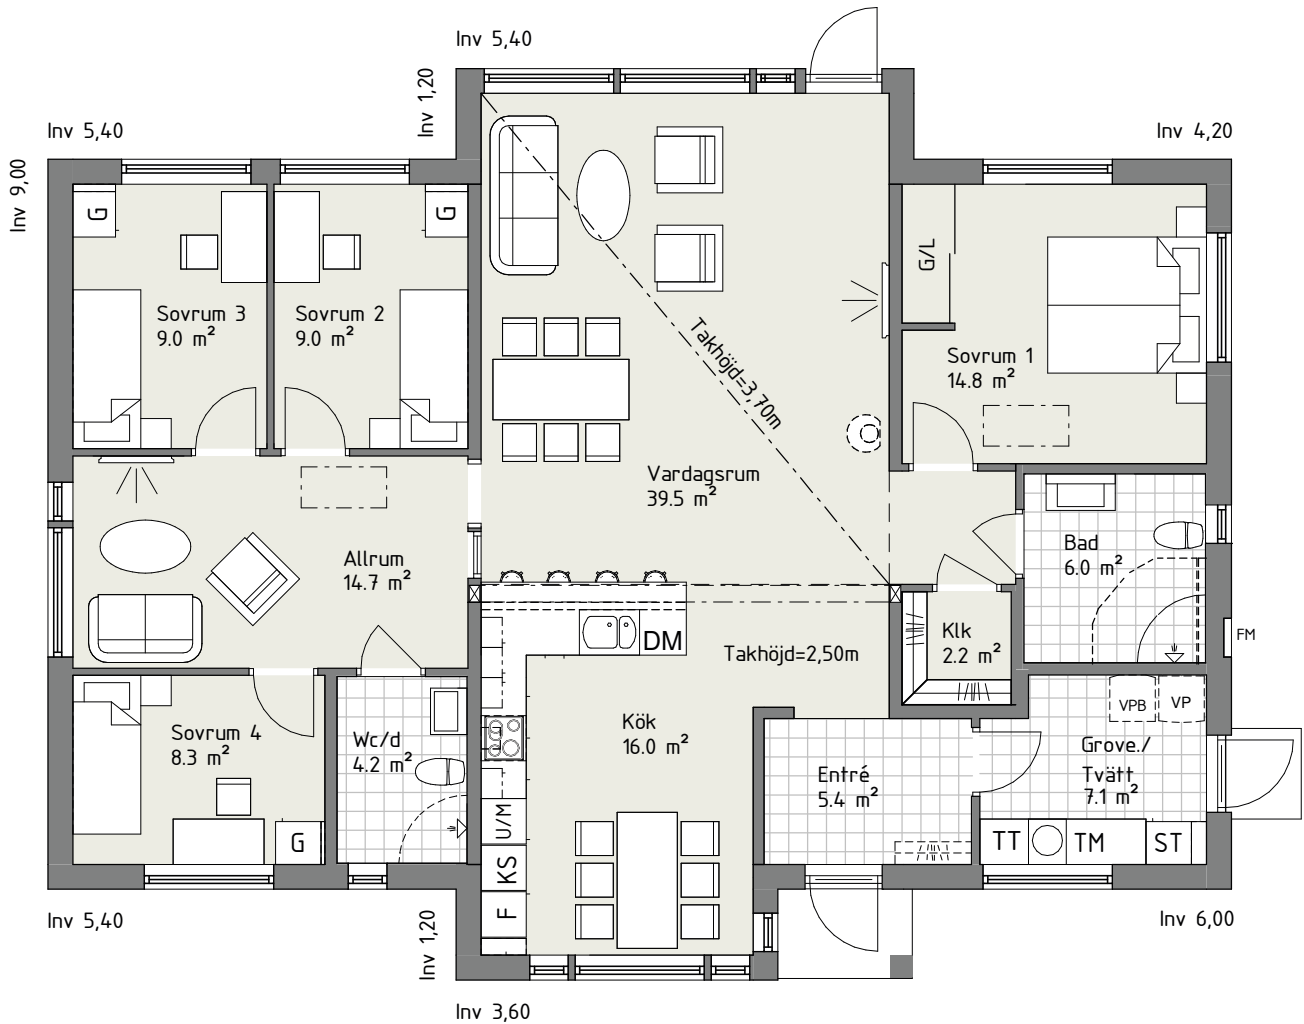 Inv 5,40
Inv 1,20
Inv 5,40
Inv 4,20
Inv 9,00
G
G
G/L
Sovrum 3
9.0 m²
Sovrum 2
9.0 m²
Takhöjd=3,70m
Sovrum 1
14.8 m²
Vardagsrum
39.5 m²
Allrum
14.7 m²
Bad
6.0 m²
DM
Klk
2.2 m²
FM
Takhöjd=2,50m
Sovrum 4
8.3 m²
Wc/d
4.2 m²
Kök
16.0 m²
VPB
VP
Entré
5.4 m²
Grove./
Tvätt
7.1 m²
G
U/M
KS
F
TT
TM
ST
Inv 5,40
Inv 1,20
Inv 6,00
Inv 3,60